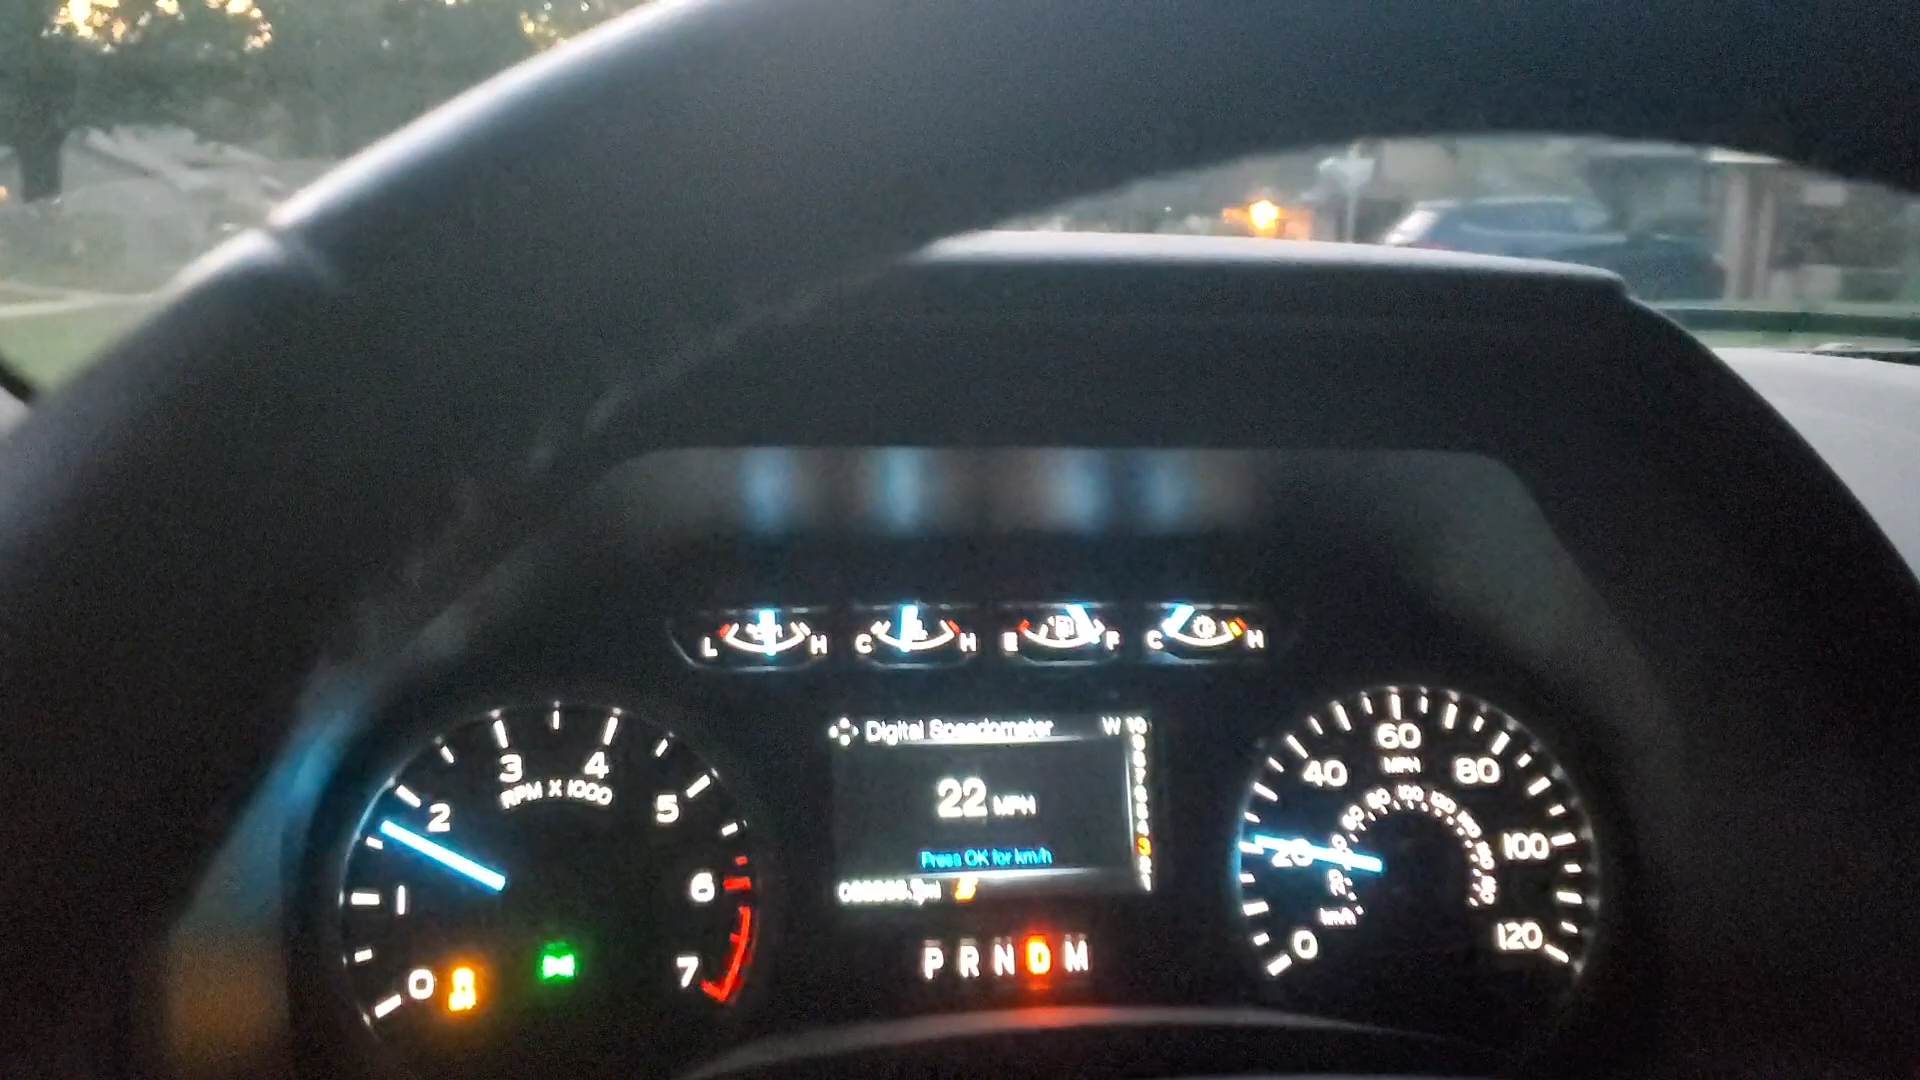 L H C H E F C H
Digital Speedometer W
22 MPH
Press OK for km/h
P R N D M
0 1 2 3 4 5 6 7
RPM X 1000
0 20 40 60 80 100 120
MPH
km/h